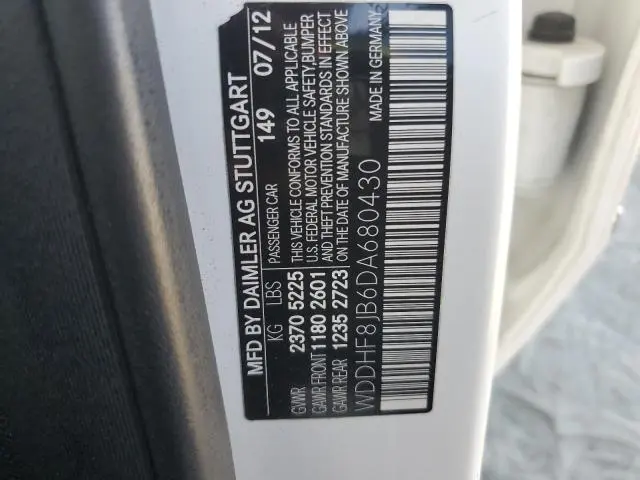 MFD BY DAIMLER AG STUTTGART
149 07/12
KG LBS PASSENGER CAR
GVWR 2370 5225
GAWR FRONT 1180 2601
GAWR REAR 1235 2723
THIS VEHICLE CONFORMS TO ALL APPLICABLE
U.S. FEDERAL MOTOR VEHICLE SAFETY, BUMPER
AND THEFT PREVENTION STANDARDS IN EFFECT
ON THE DATE OF MANUFACTURE SHOWN ABOVE
WDDHF8JB6DA680430 MADE IN GERMANY